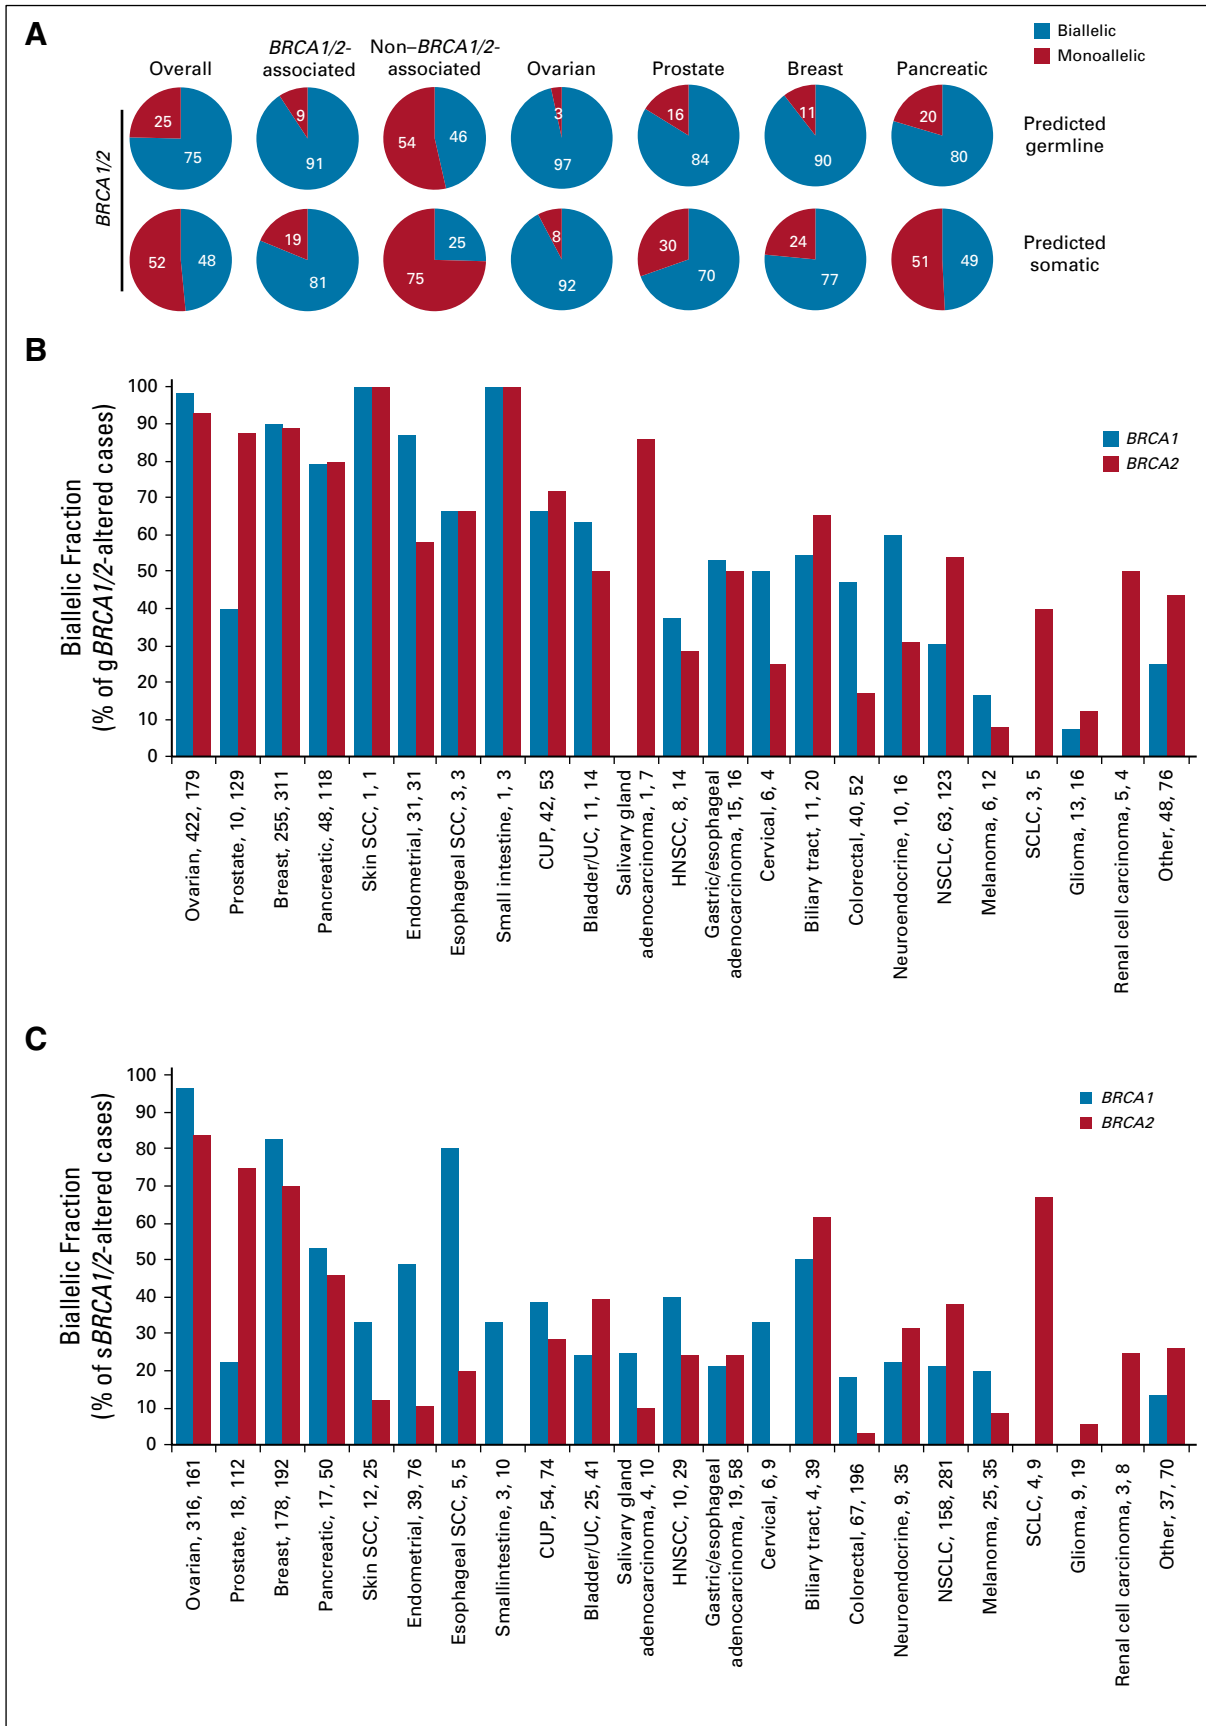 A
Biallelic
Monoallelic
Overall
BRCA1/2-
associated
Non–BRCA1/2-
associated
Ovarian
Prostate
Breast
Pancreatic
BRCA1/2
25
75
9
91
54
46
3
97
16
84
11
90
20
80
Predicted
germline
52
48
19
81
25
75
8
92
30
70
24
77
51
49
Predicted
somatic
B
Biallelic Fraction
(% of gBRCA1/2-altered cases)
100
90
80
70
60
50
40
30
20
10
0
BRCA1
BRCA2
Ovarian, 422, 179
Prostate, 10, 129
Breast, 255, 311
Pancreatic, 48, 118
Skin SCC, 1, 1
Endometrial, 31, 31
Esophageal SCC, 3, 3
Small intestine, 1, 3
CUP, 42, 53
Bladder/UC, 11, 14
Salivary gland
adenocarcinoma, 1, 7
HNSCC, 8, 14
Gastric/esophageal
adenocarcinoma, 15, 16
Cervical, 6, 4
Biliary tract, 11, 20
Colorectal, 40, 52
Neuroendocrine, 10, 16
NSCLC, 63, 123
Melanoma, 6, 12
SCLC, 3, 5
Glioma, 13, 16
Renal cell carcinoma, 5, 4
Other, 48, 76
C
Biallelic Fraction
(% of sBRCA1/2-altered cases)
100
90
80
70
60
50
40
30
20
10
0
BRCA1
BRCA2
Ovarian, 316, 161
Prostate, 18, 112
Breast, 178, 192
Pancreatic, 17, 50
Skin SCC, 12, 25
Endometrial, 39, 76
Esophageal SCC, 5, 5
Smallintestine, 3, 10
CUP, 54, 74
Bladder/UC, 25, 41
Salivary gland
adenocarcinoma, 4, 10
HNSCC, 10, 29
Gastric/esophageal
adenocarcinoma, 19, 58
Cervical, 6, 9
Biliary tract, 4, 39
Colorectal, 67, 196
Neuroendocrine, 9, 35
NSCLC, 158, 281
Melanoma, 25, 35
SCLC, 4, 9
Glioma, 9, 19
Renal cell carcinoma, 3, 8
Other, 37, 70